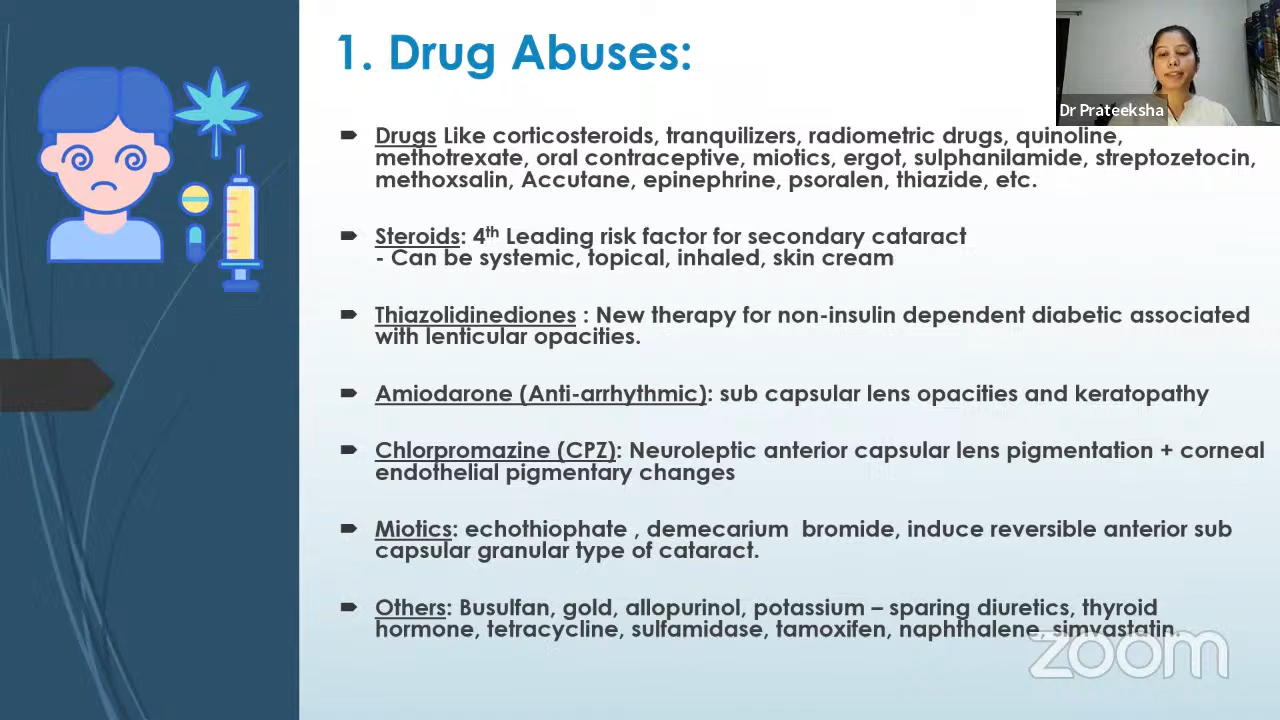 1. Drug Abuses:
Dr Prateeksha
Drugs Like corticosteroids, tranquilizers, radiometric drugs, quinoline,
methotrexate, oral contraceptive, miotics, ergot, sulphanilamide, streptozetocin,
methoxsalin, Accutane, epinephrine, psoralen, thiazide, etc.
Steroids: 4th Leading risk factor for secondary cataract
- Can be systemic, topical, inhaled, skin cream
Thiazolidinediones : New therapy for non-insulin dependent diabetic associated
with lenticular opacities.
Amiodarone (Anti-arrhythmic): sub capsular lens opacities and keratopathy
Chlorpromazine (CPZ): Neuroleptic anterior capsular lens pigmentation + corneal
endothelial pigmentary changes
Miotics: echothiophate , demecarium bromide, induce reversible anterior sub
capsular granular type of cataract.
Others: Busulfan, gold, allopurinol, potassium – sparing diuretics, thyroid
hormone, tetracycline, sulfamidase, tamoxifen, naphthalene, simvastatin.
zoom